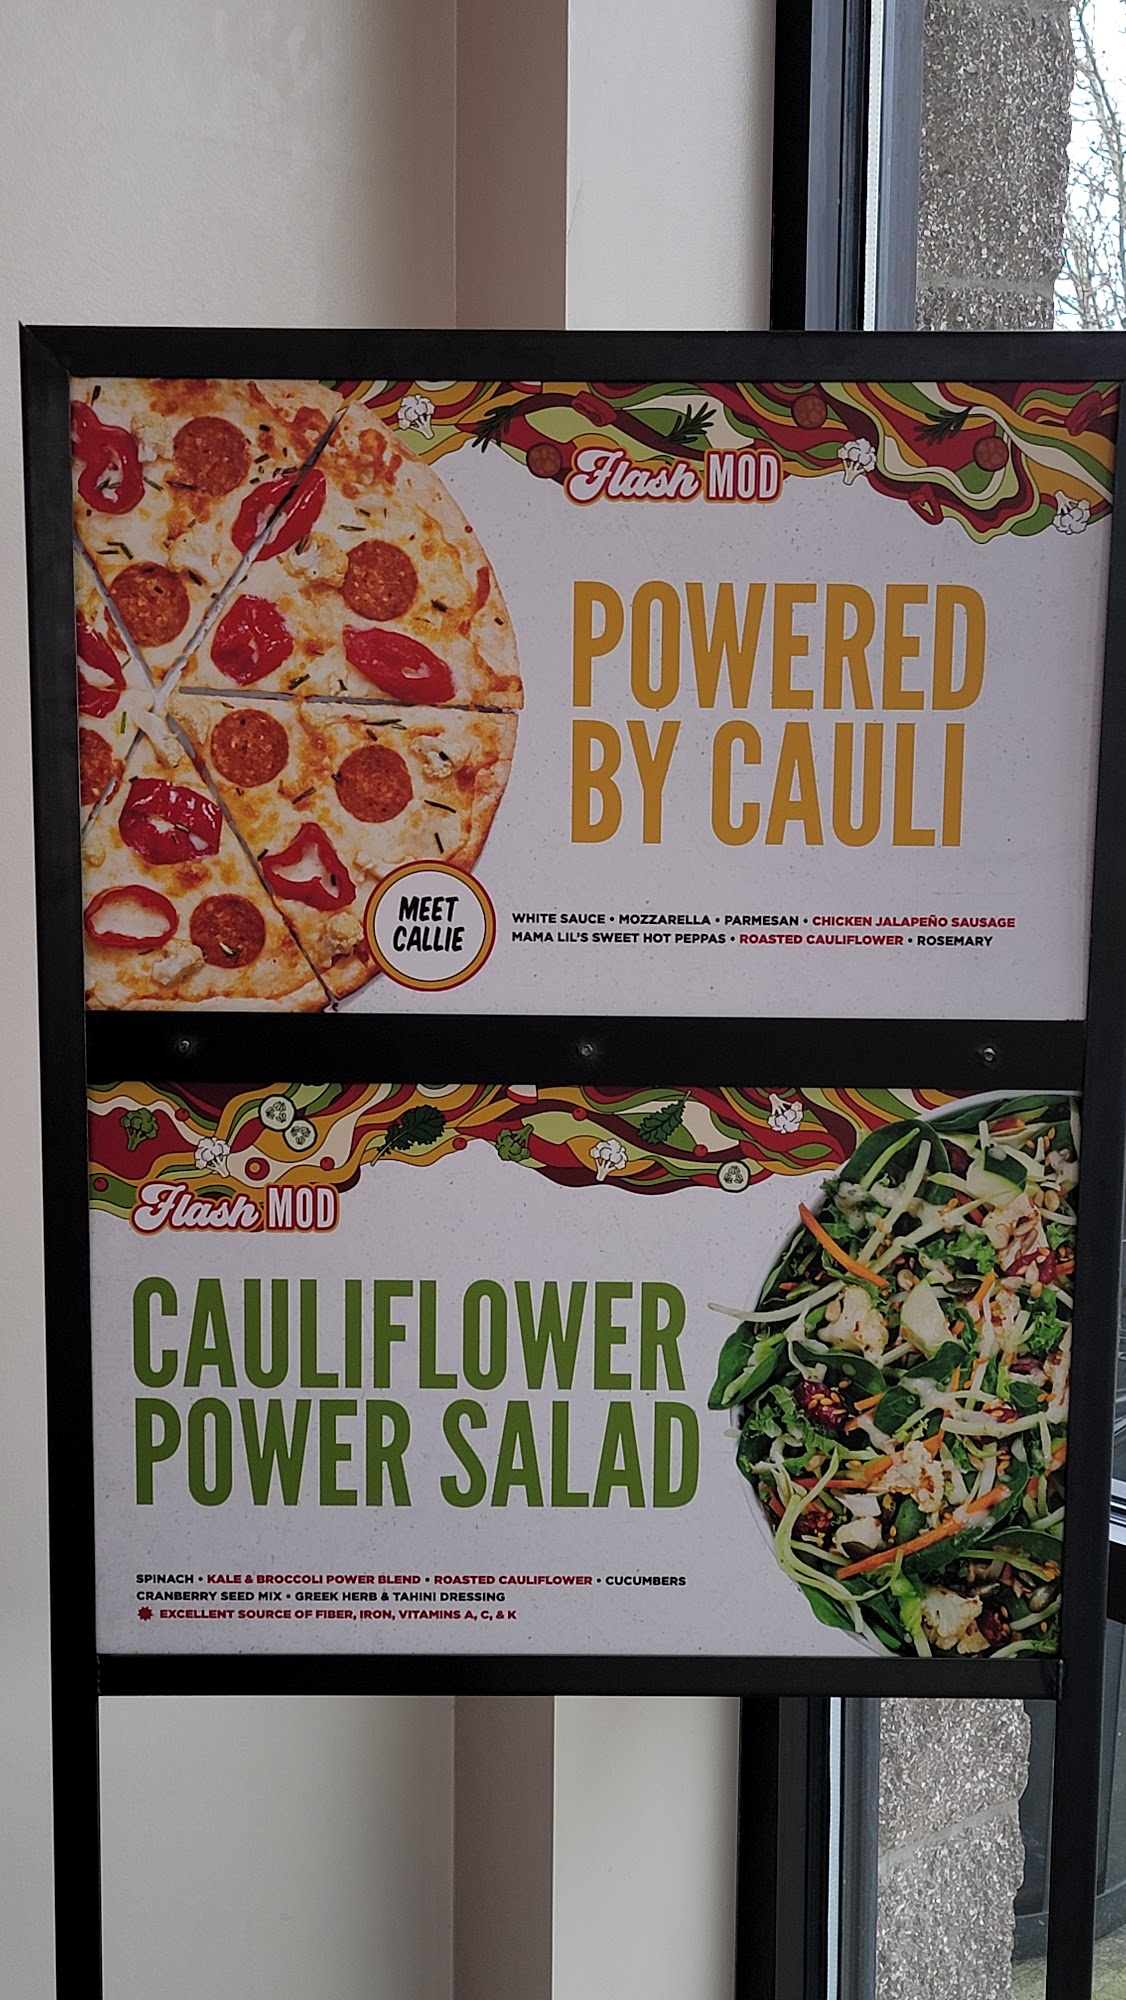 Flash MOD
POWERED
BY CAULI
MEET
CALLIE
WHITE SAUCE • MOZZARELLA • PARMESAN • CHICKEN JALAPEÑO SAUSAGE
MAMA LIL'S SWEET HOT PEPPAS • ROASTED CAULIFLOWER • ROSEMARY
Flash MOD
CAULIFLOWER
POWER SALAD
SPINACH • KALE & BROCCOLI POWER BLEND • ROASTED CAULIFLOWER • CUCUMBERS
CRANBERRY SEED MIX • GREEK HERB & TAHINI DRESSING
EXCELLENT SOURCE OF FIBER, IRON, VITAMINS A, C, & K